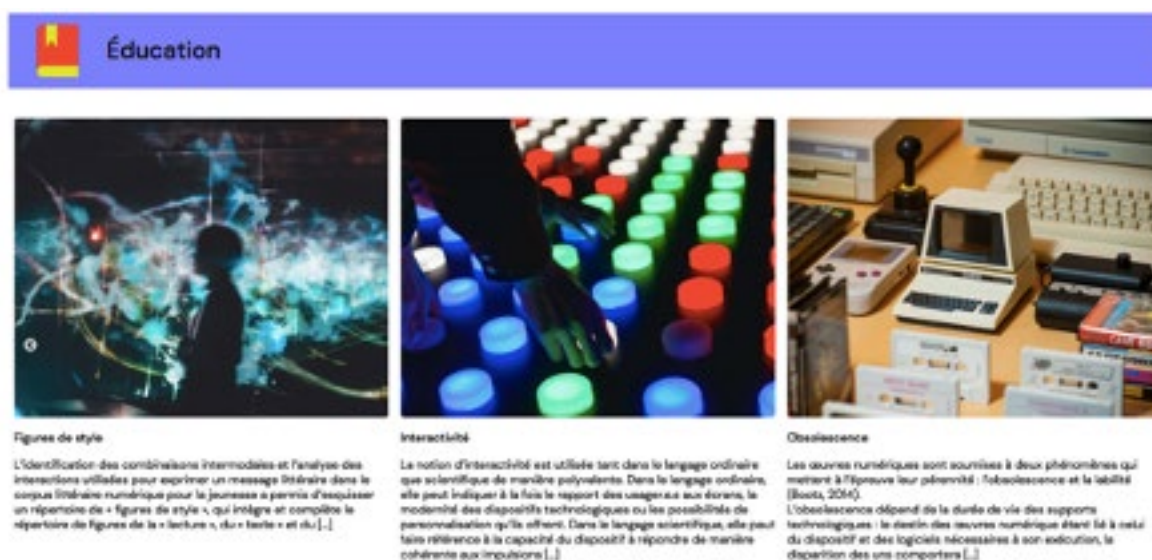 Éducation
Figures de style
L'identification des combinaisons intermodales et l'analyse des
interactions utilisées pour exprimer un message littéraire dans le
corpus littéraire numérique pour la jeunesse a permis d'esquisser
un répertoire de « figures de style », qui intègre et complète le
répertoire de figures de la « lecture », du « texte » et du [...]
Interactivité
La notion d'interactivité est utilisée tant dans le langage ordinaire
que scientifique de manière polyvalente. Dans le langage ordinaire,
elle peut indiquer à la fois le rapport des usager.e.s aux écrans, la
modernité des dispositifs technologiques ou les possibilités de
personnalisation qu'ils offrent. Dans le langage scientifique, elle peut
faire référence à la capacité du dispositif à répondre de manière
cohérente aux impulsions [...]
Obsolescence
Les œuvres numériques sont soumises à deux phénomènes qui
mettent à l'épreuve leur pérennité : l'obsolescence et la labilité
(Bootz, 2014).
L'obsolescence dépend de la durée de vie des supports
technologiques : le destin des œuvres numérique étant lié à celui
du dispositif et des logiciels nécessaires à son exécution, la
disparition des uns comportera [...]